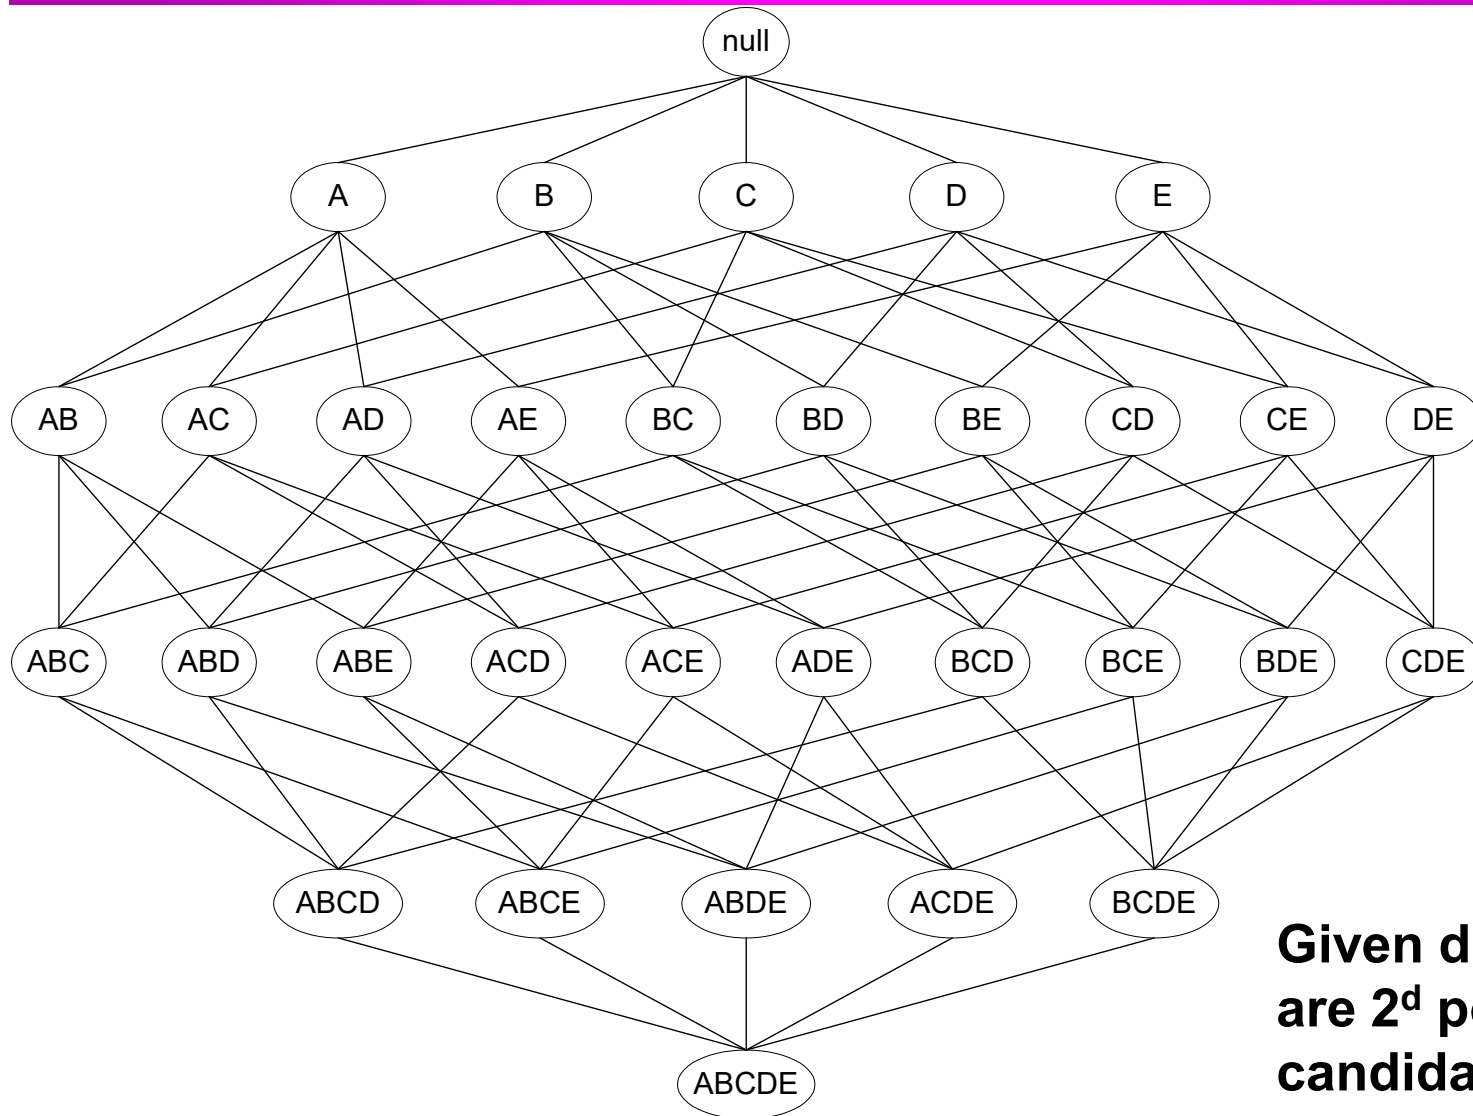 null
A B C D E
AB AC AD AE BC BD BE CD CE DE
ABC ABD ABE ACD ACE ADE BCD BCE BDE CDE
ABCD ABCE ABDE ACDE BCDE
ABCDE
Given d
are 2ᵈ